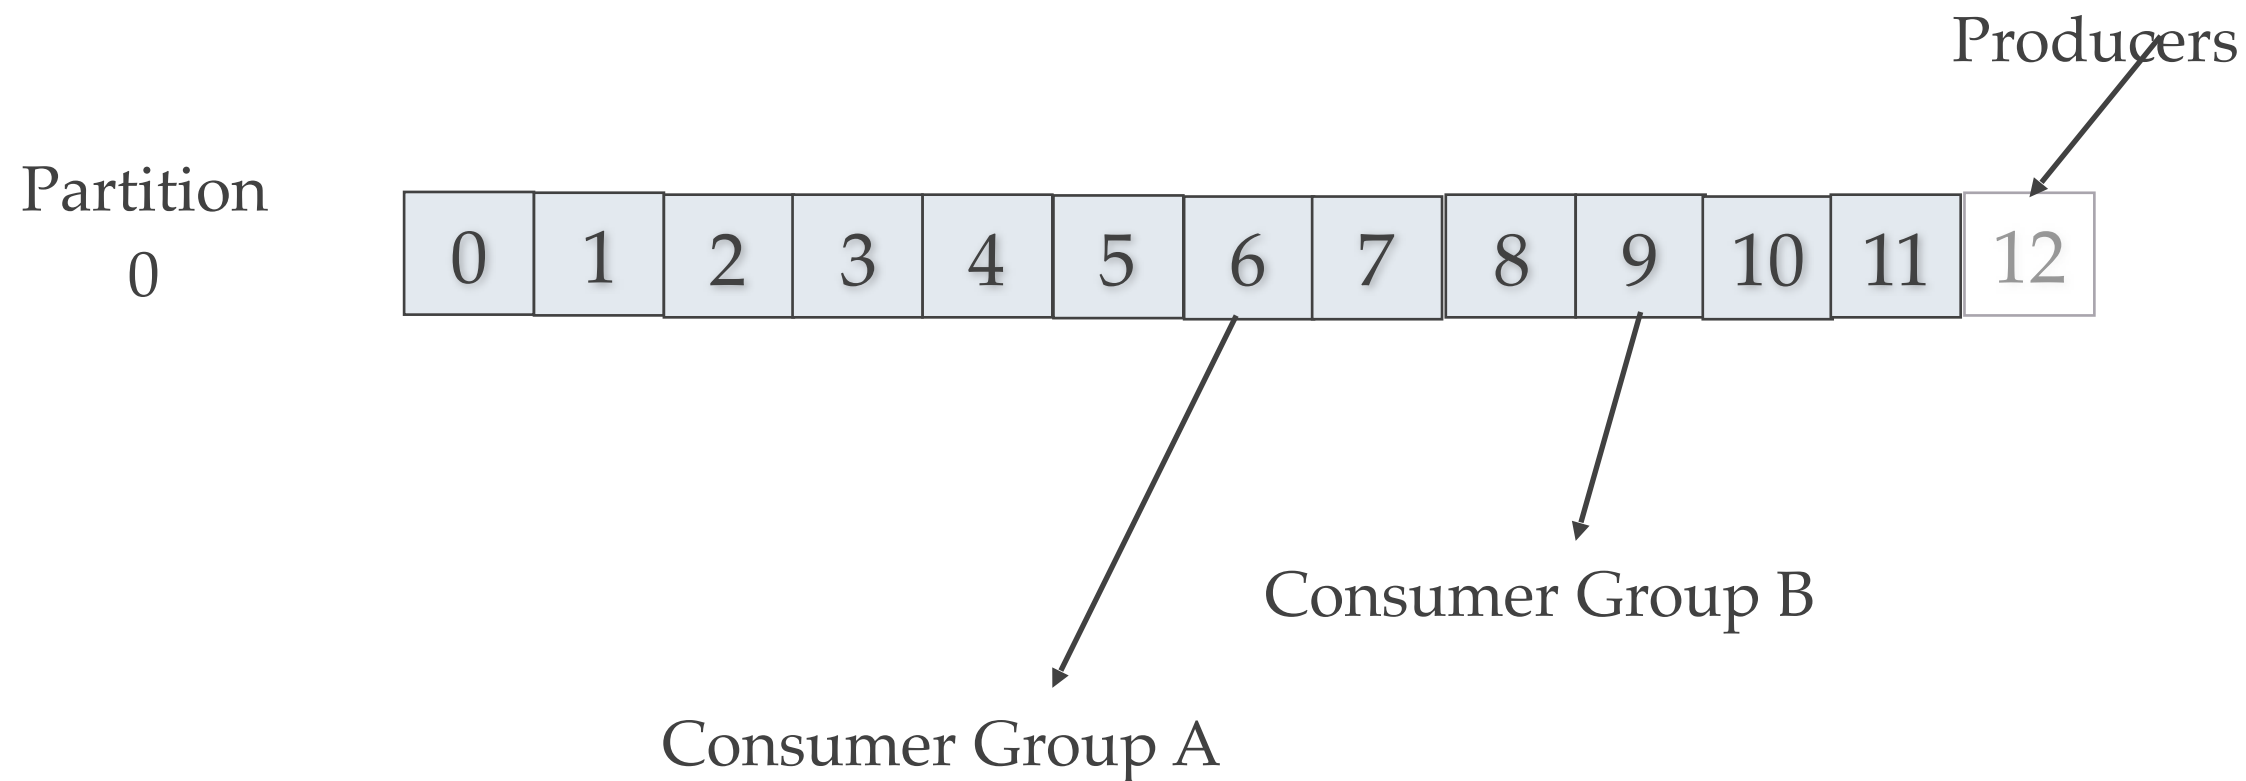 Producers
Partition
0
0 1 2 3 4 5 6 7 8 9 10 11 12
Consumer Group B
Consumer Group A